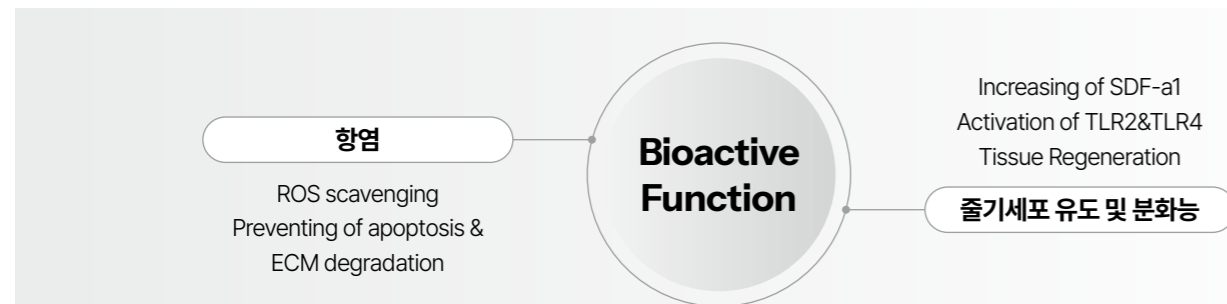 항염
ROS scavenging
Preventing of apoptosis &
ECM degradation
Bioactive
Function
Increasing of SDF-a1
Activation of TLR2&TLR4
Tissue Regeneration
줄기세포 유도 및 분화능